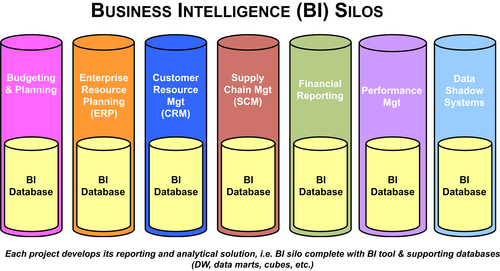 BUSINESS INTELLIGENCE (BI) SILOS
Budgeting
& Planning
Enterprise
Resource
Planning
(ERP)
Customer
Resource
Mgt
(CRM)
Supply
Chain Mgt
(SCM)
Financial
Reporting
Performance
Mgt
Data
Shadow
Systems
BI
Database
BI
Database
BI
Database
BI
Database
BI
Database
BI
Database
BI
Database
Each project develops its reporting and analytical solution, i.e. BI silo complete with BI tool & supporting databases
(DW, data marts, cubes, etc.)